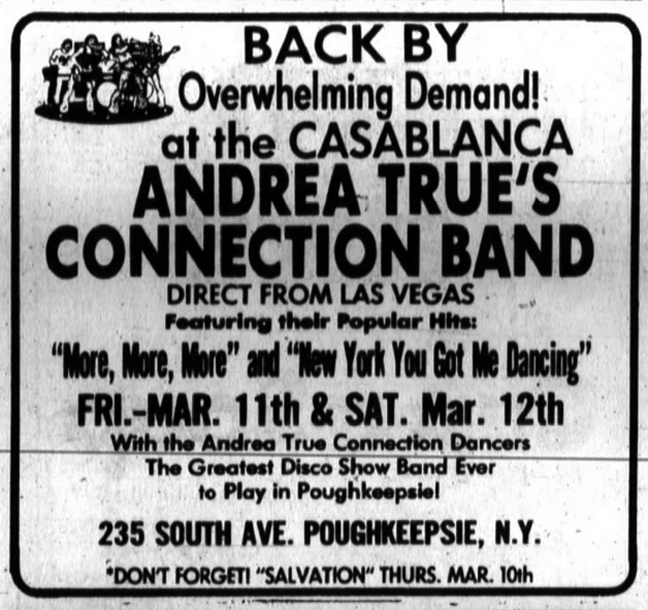 BACK BY
Overwhelming Demand!
at the CASABLANCA
ANDREA TRUE'S
CONNECTION BAND
DIRECT FROM LAS VEGAS
Featuring their Popular Hits:
"More, More, More" and "New York You Got Me Dancing"
FRI.-MAR. 11th & SAT. Mar. 12th
With the Andrea True Connection Dancers
The Greatest Disco Show Band Ever
to Play in Poughkeepsie!
235 SOUTH AVE. POUGHKEEPSIE, N.Y.
*DON'T FORGET! "SALVATION" THURS. MAR. 10th